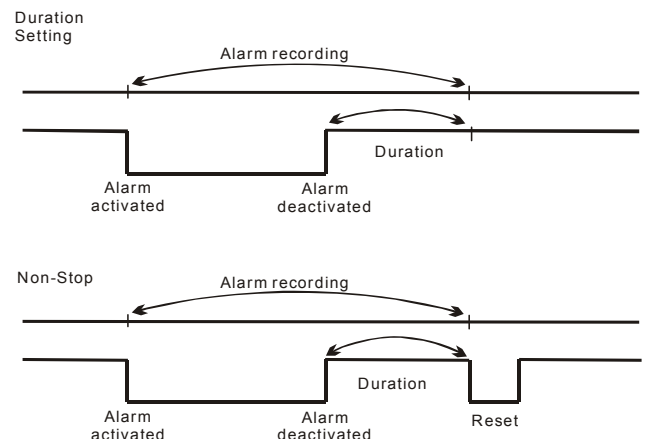 Duration
Setting
Alarm recording
Duration
Alarm
activated
Alarm
deactivated
Non-Stop
Alarm recording
Duration
Alarm
activated
Alarm
deactivated
Reset